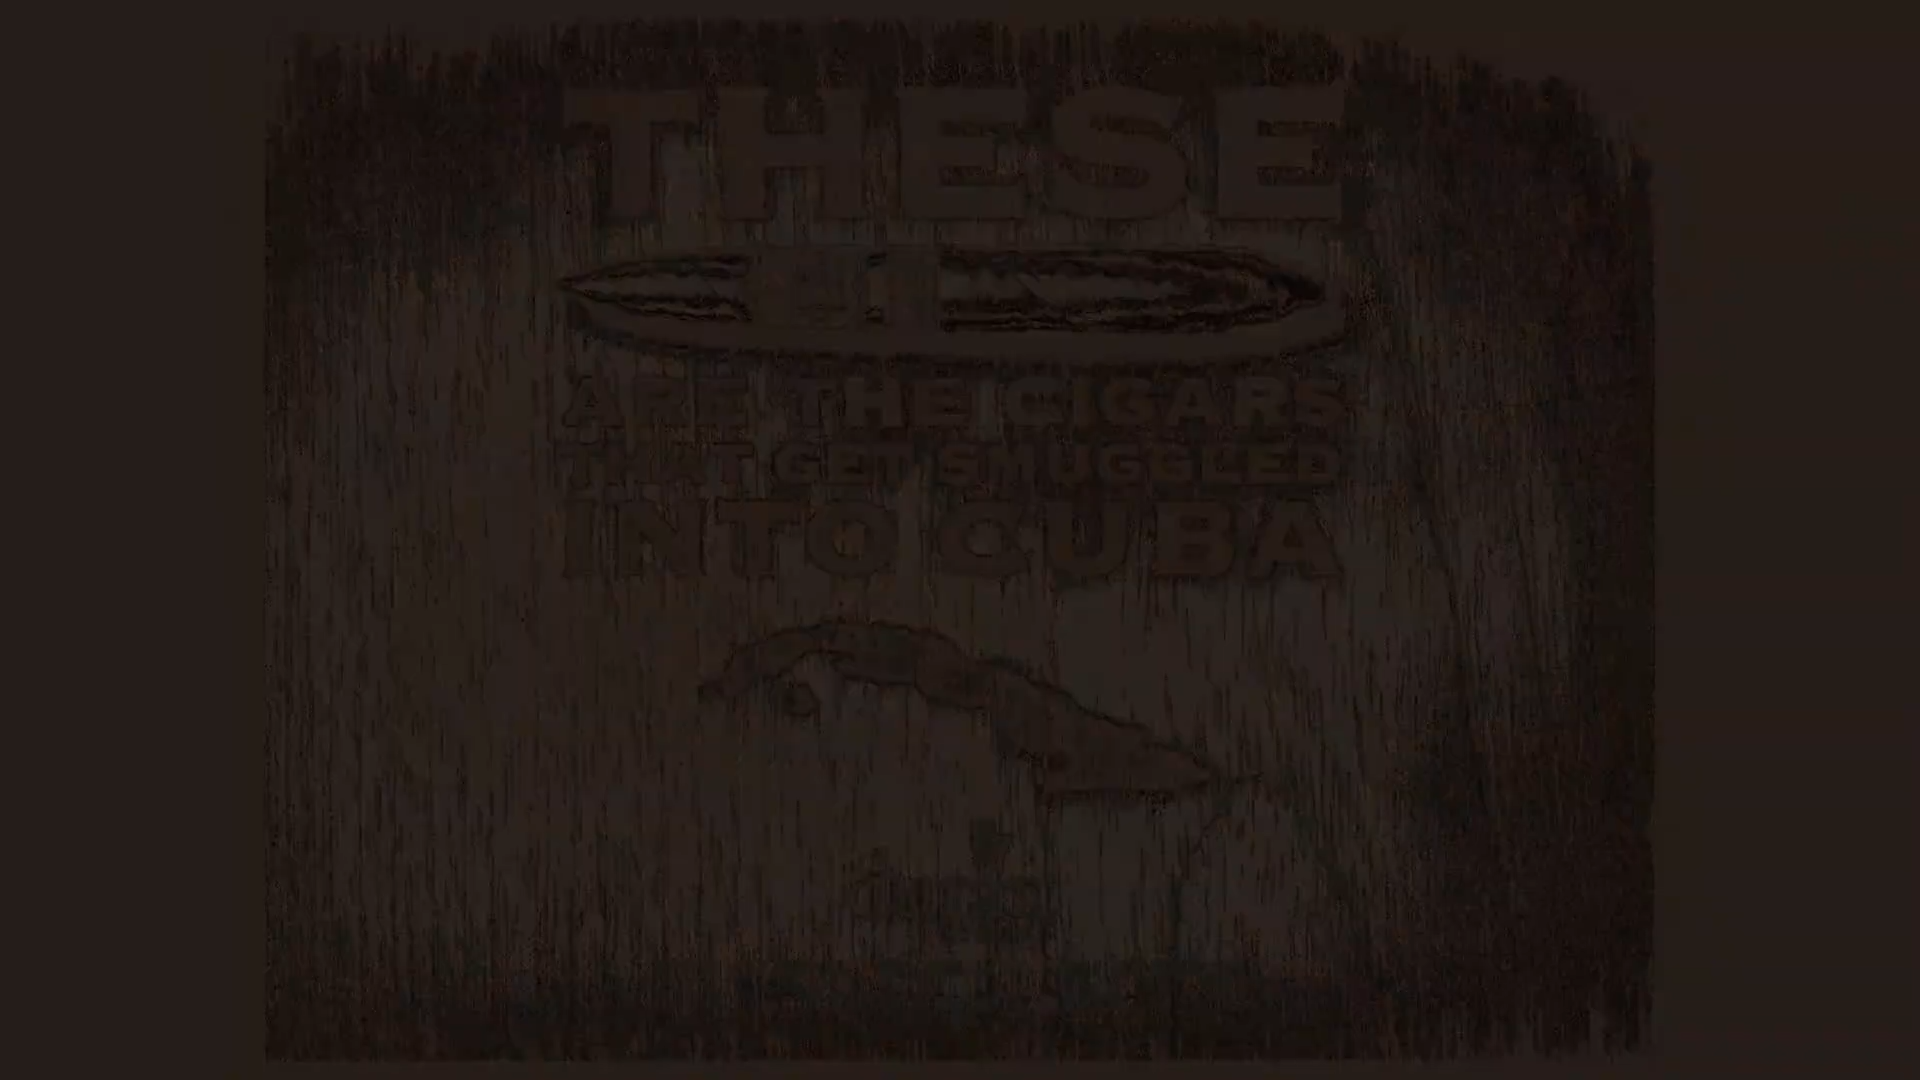 THESE
ARE THE CIGARS
THAT GET SMUGGLED
INTO CUBA